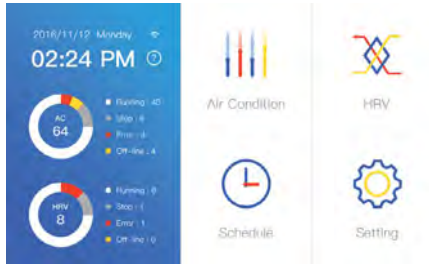 2016/11/12 Monday
02:24 PM ?
AC
64
Running : 40
Stop : 6
Error : 4
Off-line : 4
HRV
8
Running : 6
Stop : 1
Error : 1
Off-line : 0
Air Condition
HRV
Schedule
Setting